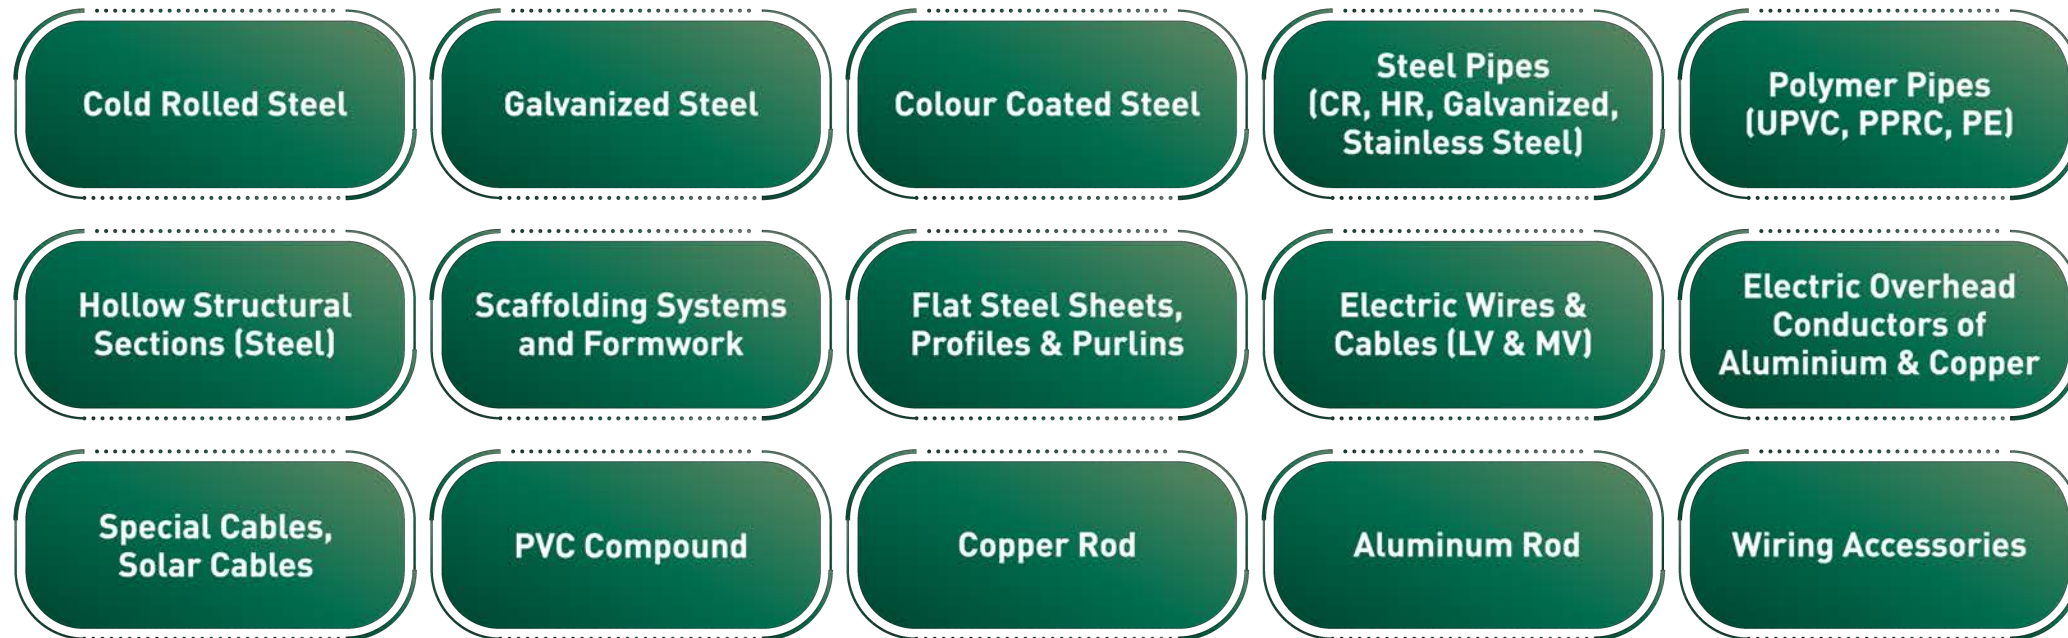 Cold Rolled Steel
Galvanized Steel
Colour Coated Steel
Steel Pipes
(CR, HR, Galvanized,
Stainless Steel)
Polymer Pipes
(UPVC, PPRC, PE)
Hollow Structural
Sections (Steel)
Scaffolding Systems
and Formwork
Flat Steel Sheets,
Profiles & Purlins
Electric Wires &
Cables (LV & MV)
Electric Overhead
Conductors of
Aluminium & Copper
Special Cables,
Solar Cables
PVC Compound
Copper Rod
Aluminum Rod
Wiring Accessories